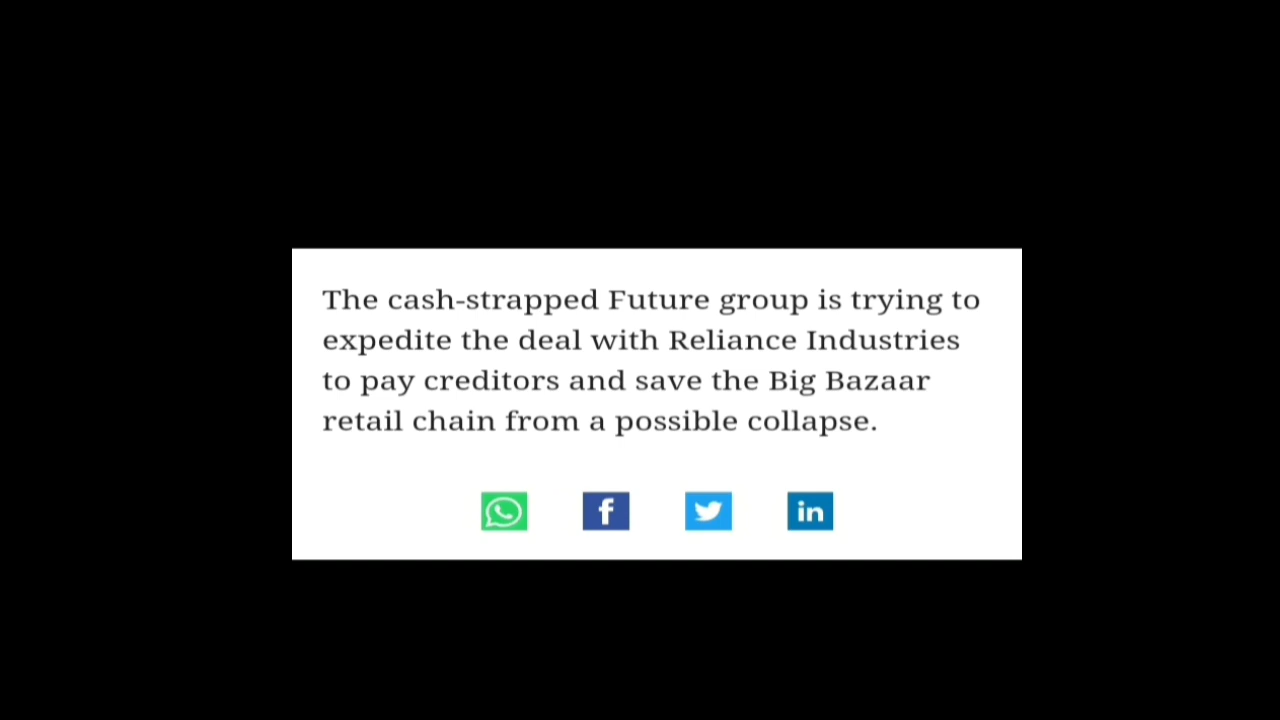 The cash-strapped Future group is trying to
expedite the deal with Reliance Industries
to pay creditors and save the Big Bazaar
retail chain from a possible collapse.
f in